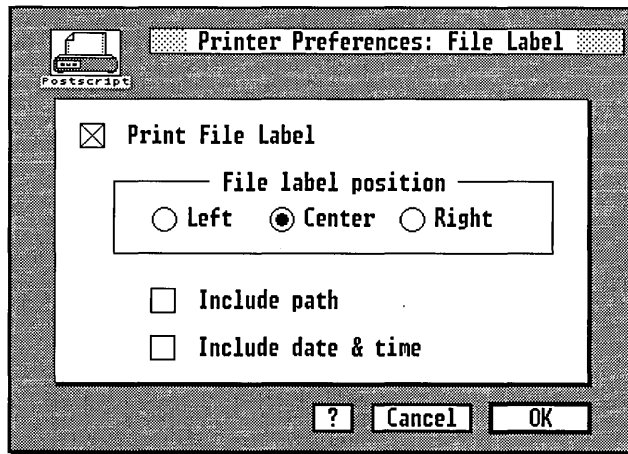 Printer Preferences: File Label
Postscript
Print File Label
File label position
Left Center Right
Include path
Include date & time
? Cancel OK